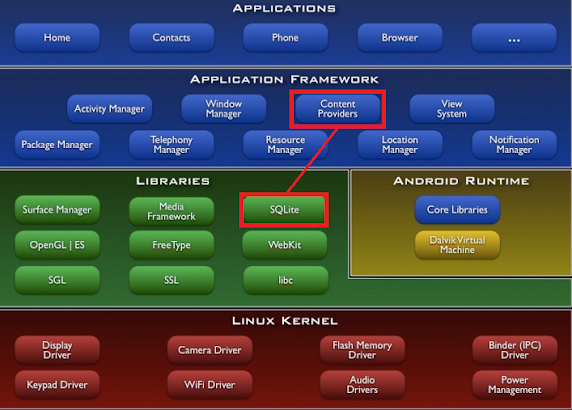 APPLICATIONS
Home
Contacts
Phone
Browser
...
APPLICATION FRAMEWORK
Activity Manager
Window
Manager
Content
Providers
View
System
Package Manager
Telephony
Manager
Resource
Manager
Location
Manager
Notification
Manager
LIBRARIES
Surface Manager
Media
Framework
SQLite
OpenGL | ES
FreeType
WebKit
SGL
SSL
libc
ANDROID RUNTIME
Core Libraries
Dalvik Virtual
Machine
LINUX KERNEL
Display
Driver
Camera Driver
Flash Memory
Driver
Binder (IPC)
Driver
Keypad Driver
WiFi Driver
Audio
Drivers
Power
Management